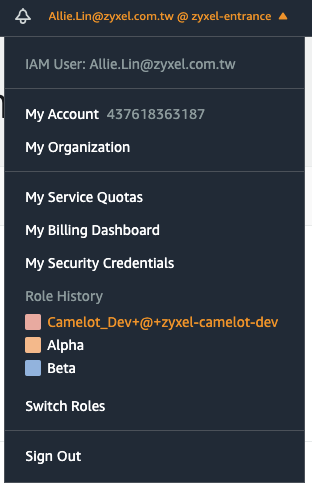 Allie.Lin@zyxel.com.tw @ zyxel-entrance
IAM User: Allie.Lin@zyxel.com.tw
My Account 437618363187
My Organization
My Service Quotas
My Billing Dashboard
My Security Credentials
Role History
Camelot_Dev+@+zyxel-camelot-dev
Alpha
Beta
Switch Roles
Sign Out